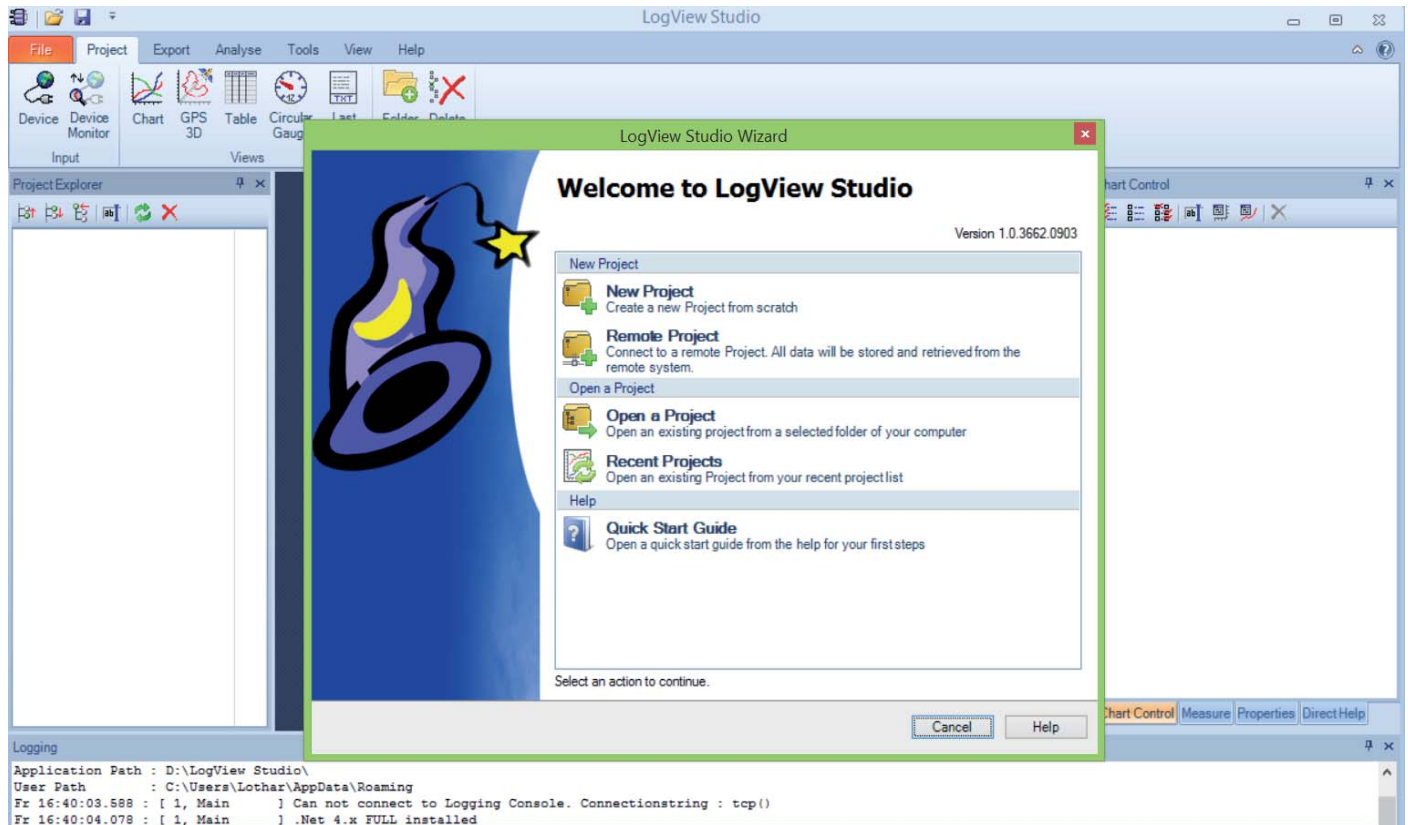 LogView Studio
File Project Export Analyse Tools View Help
Device Device Monitor Chart GPS 3D Table Circular Gaug Last Folder Delete
TXT
Input Views
Project Explorer
LogView Studio Wizard
Welcome to LogView Studio
Version 1.0.3662.0903
New Project
New Project
Create a new Project from scratch
Remote Project
Connect to a remote Project. All data will be stored and retrieved from the
remote system.
Open a Project
Open a Project
Open an existing project from a selected folder of your computer
Recent Projects
Open an existing Project from your recent project list
Help
Quick Start Guide
Open a quick start guide from the help for your first steps
Select an action to continue.
Cancel Help
hart Control
Chart Control Measure Properties Direct Help
Logging
Application Path : D:\LogView Studio\
User Path : C:\Users\Lothar\AppData\Roaming
Fr 16:40:03.588 : [ 1, Main ] Can not connect to Logging Console. Connectionstring : tcp()
Fr 16:40:04.078 : [ 1, Main ] .Net 4.x FULL installed